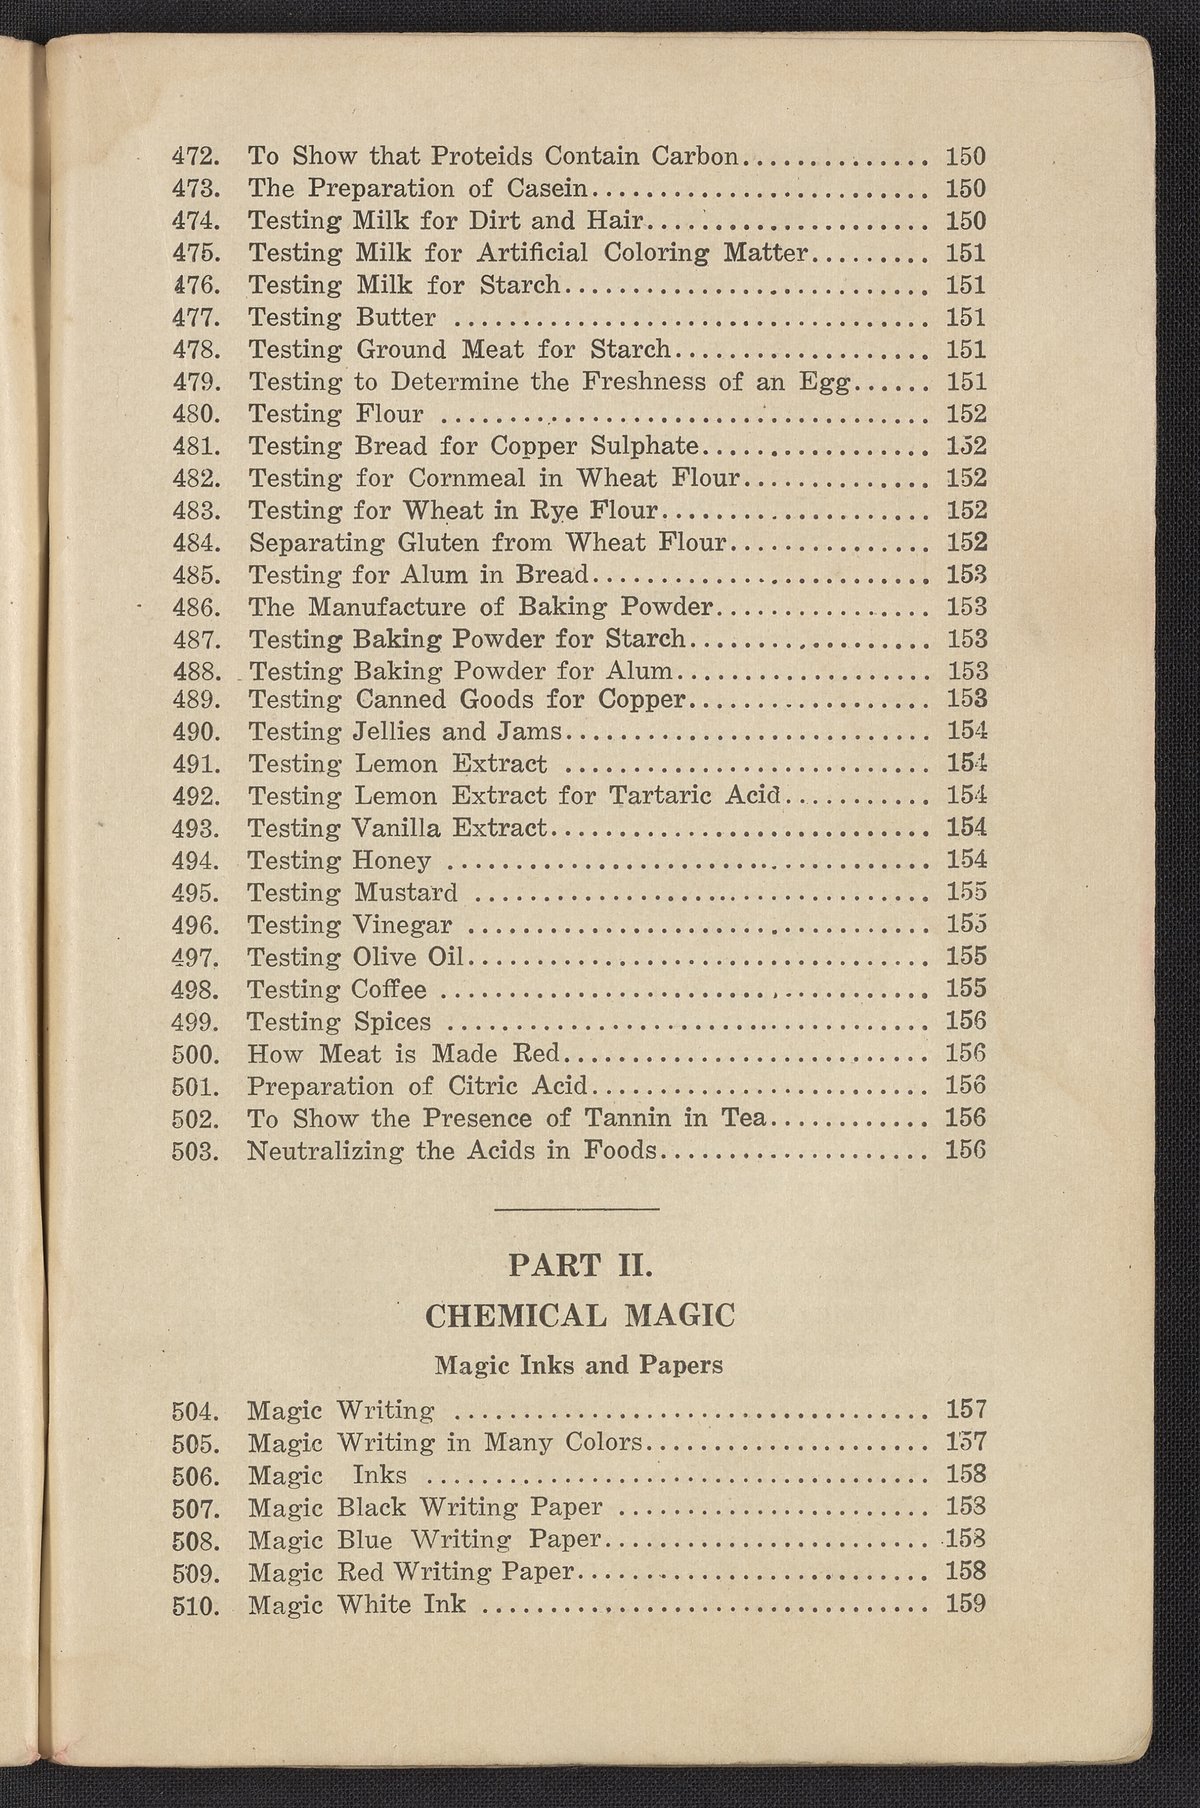 472. To Show that Proteids Contain Carbon.............. 150
473. The Preparation of Casein......................... 150
474. Testing Milk for Dirt and Hair..................... 150
475. Testing Milk for Artificial Coloring Matter......... 151
476. Testing Milk for Starch........................... 151
477. Testing Butter ................................... 151
478. Testing Ground Meat for Starch................... 151
479. Testing to Determine the Freshness of an Egg...... 151
480. Testing Flour .................................... 152
481. Testing Bread for Copper Sulphate................. 152
482. Testing for Cornmeal in Wheat Flour.............. 152
483. Testing for Wheat in Rye Flour.................... 152
484. Separating Gluten from Wheat Flour............... 152
485. Testing for Alum in Bread......................... 153
486. The Manufacture of Baking Powder................ 153
487. Testing Baking Powder for Starch.................. 153
488. Testing Baking Powder for Alum................... 153
489. Testing Canned Goods for Copper.................. 153
490. Testing Jellies and Jams........................... 154
491. Testing Lemon Extract ........................... 154
492. Testing Lemon Extract for Tartaric Acid........... 154
493. Testing Vanilla Extract............................ 154
494. Testing Honey .................................... 154
495. Testing Mustard .................................. 155
496. Testing Vinegar .................................. 155
497. Testing Olive Oil.................................. 155
498. Testing Coffee .................................... 155
499. Testing Spices .................................... 156
500. How Meat is Made Red........................... 156
501. Preparation of Citric Acid......................... 156
502. To Show the Presence of Tannin in Tea............ 156
503. Neutralizing the Acids in Foods.................... 156
PART II.
CHEMICAL MAGIC
Magic Inks and Papers
504. Magic Writing ................................... 157
505. Magic Writing in Many Colors..................... 157
506. Magic Inks ..................................... 158
507. Magic Black Writing Paper ....................... 158
508. Magic Blue Writing Paper........................ 158
509. Magic Red Writing Paper.......................... 158
510. Magic White Ink ................................. 159